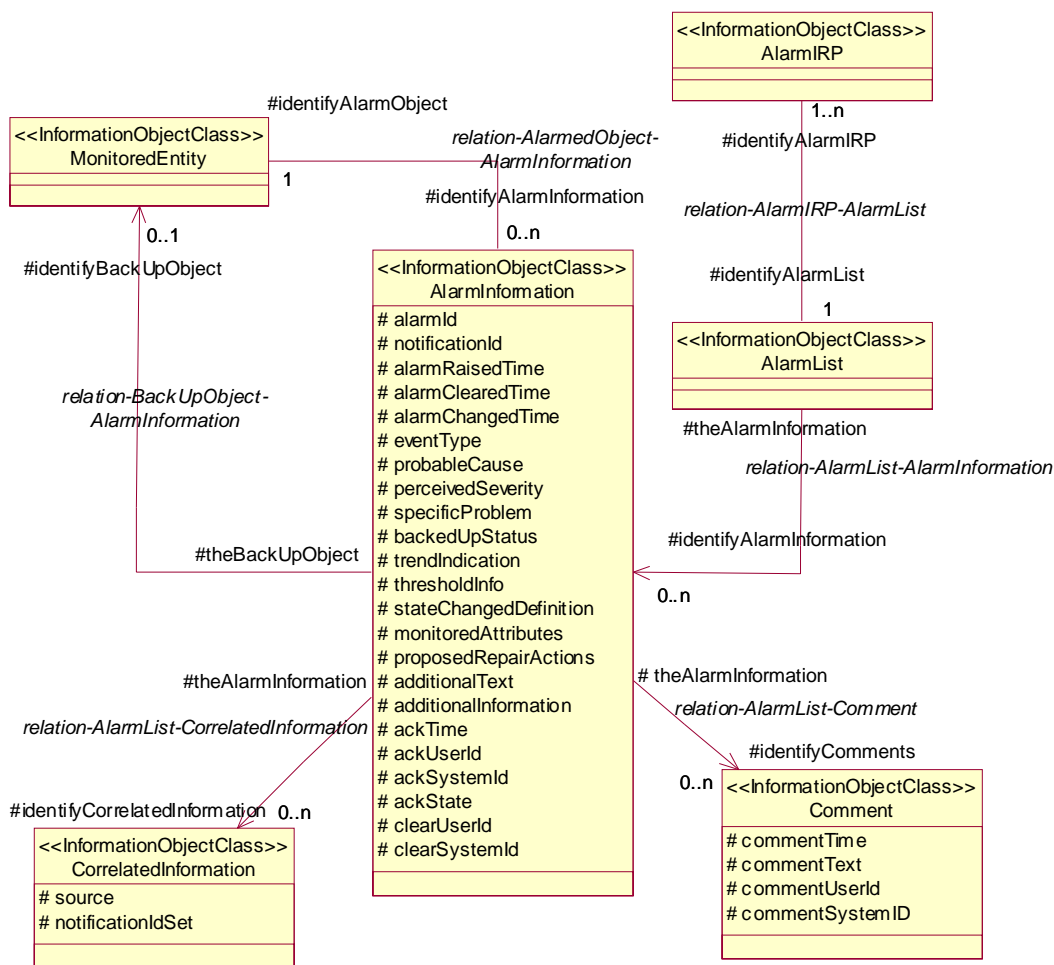 <<InformationObjectClass>>
AlarmIRP
1..n
#identifyAlarmIRP
relation-AlarmIRP-AlarmList
#identifyAlarmList
1
<<InformationObjectClass>>
AlarmList
#theAlarmInformation
relation-AlarmList-AlarmInformation
#identifyAlarmInformation
0..n
#identifyAlarmObject
<<InformationObjectClass>>
MonitoredEntity
1
relation-AlarmedObject-
AlarmInformation
#identifyAlarmInformation
0..n
0..1
#identifyBackUpObject
relation-BackUpObject-
AlarmInformation
#theBackUpObject
<<InformationObjectClass>>
AlarmInformation
# alarmId
# notificationId
# alarmRaisedTime
# alarmClearedTime
# alarmChangedTime
# eventType
# probableCause
# perceivedSeverity
# specificProblem
# backedUpStatus
# trendIndication
# thresholdInfo
# stateChangedDefinition
# monitoredAttributes
# proposedRepairActions
# additionalText
# additionalInformation
# ackTime
# ackUserId
# ackSystemId
# ackState
# clearUserId
# clearSystemId
#theAlarmInformation
relation-AlarmList-CorrelatedInformation
#identifyCorrelatedInformation
0..n
<<InformationObjectClass>>
CorrelatedInformation
# source
# notificationIdSet
# theAlarmInformation
relation-AlarmList-Comment
#identifyComments
0..n
<<InformationObjectClass>>
Comment
# commentTime
# commentText
# commentUserId
# commentSystemID